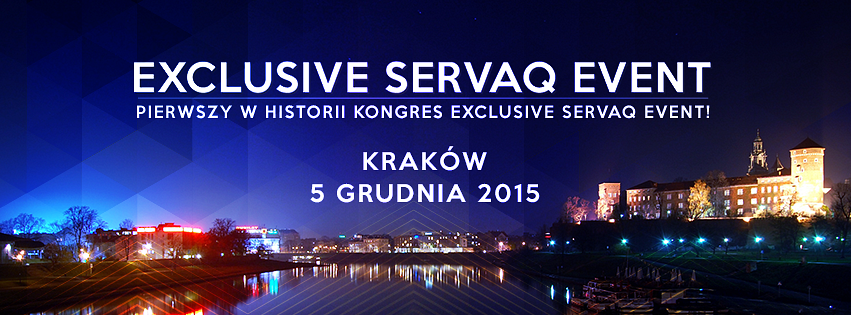 EXCLUSIVE SERVAQ EVENT
PIERWSZY W HISTORII KONGRES EXCLUSIVE SERVAQ EVENT!
KRAKÓW
5 GRUDNIA 2015